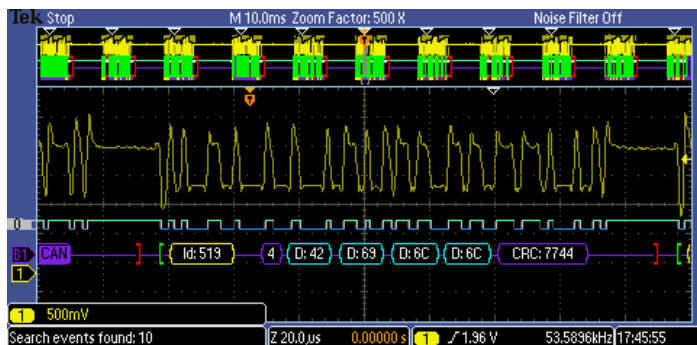 Tek Stop M 10.0ms Zoom Factor: 500 X Noise Filter Off
T
T
D
B1 CAN Id: 519 4 D: 42 D: 69 D: 6C D: 6C CRC: 7744
1
1 500mV
Search events found: 10 Z 20.0µs 0.00000 s 1 1.96 V 53.5896kHz 17:45:55